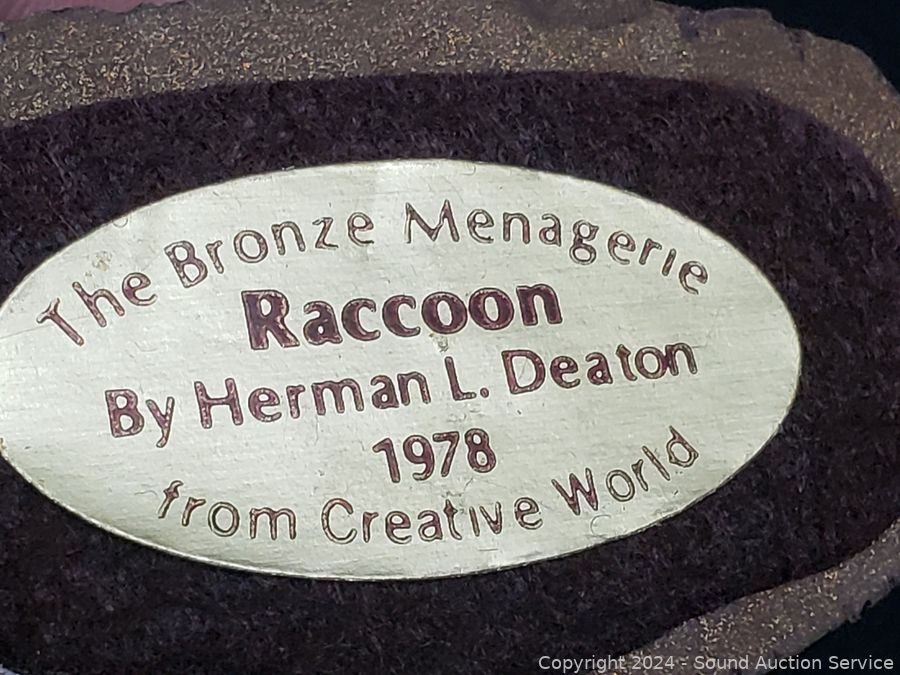 The Bronze Menagerie
Raccoon
By Herman L. Deaton
1978
from Creative World
Copyright © 2024 - Sound Auction Service